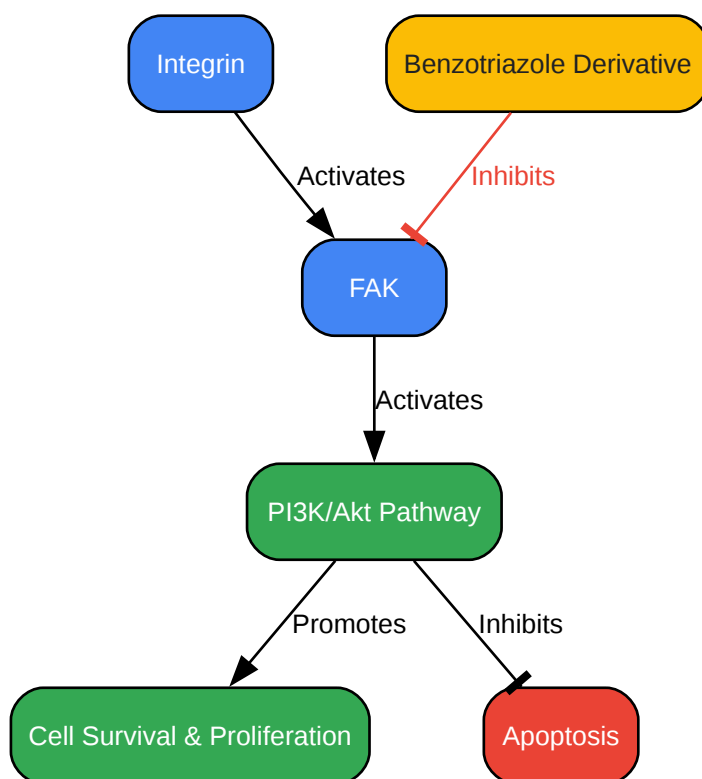 Integrin
Benzotriazole Derivative
Activates
Inhibits
FAK
Activates
PI3K/Akt Pathway
Promotes
Inhibits
Cell Survival & Proliferation
Apoptosis